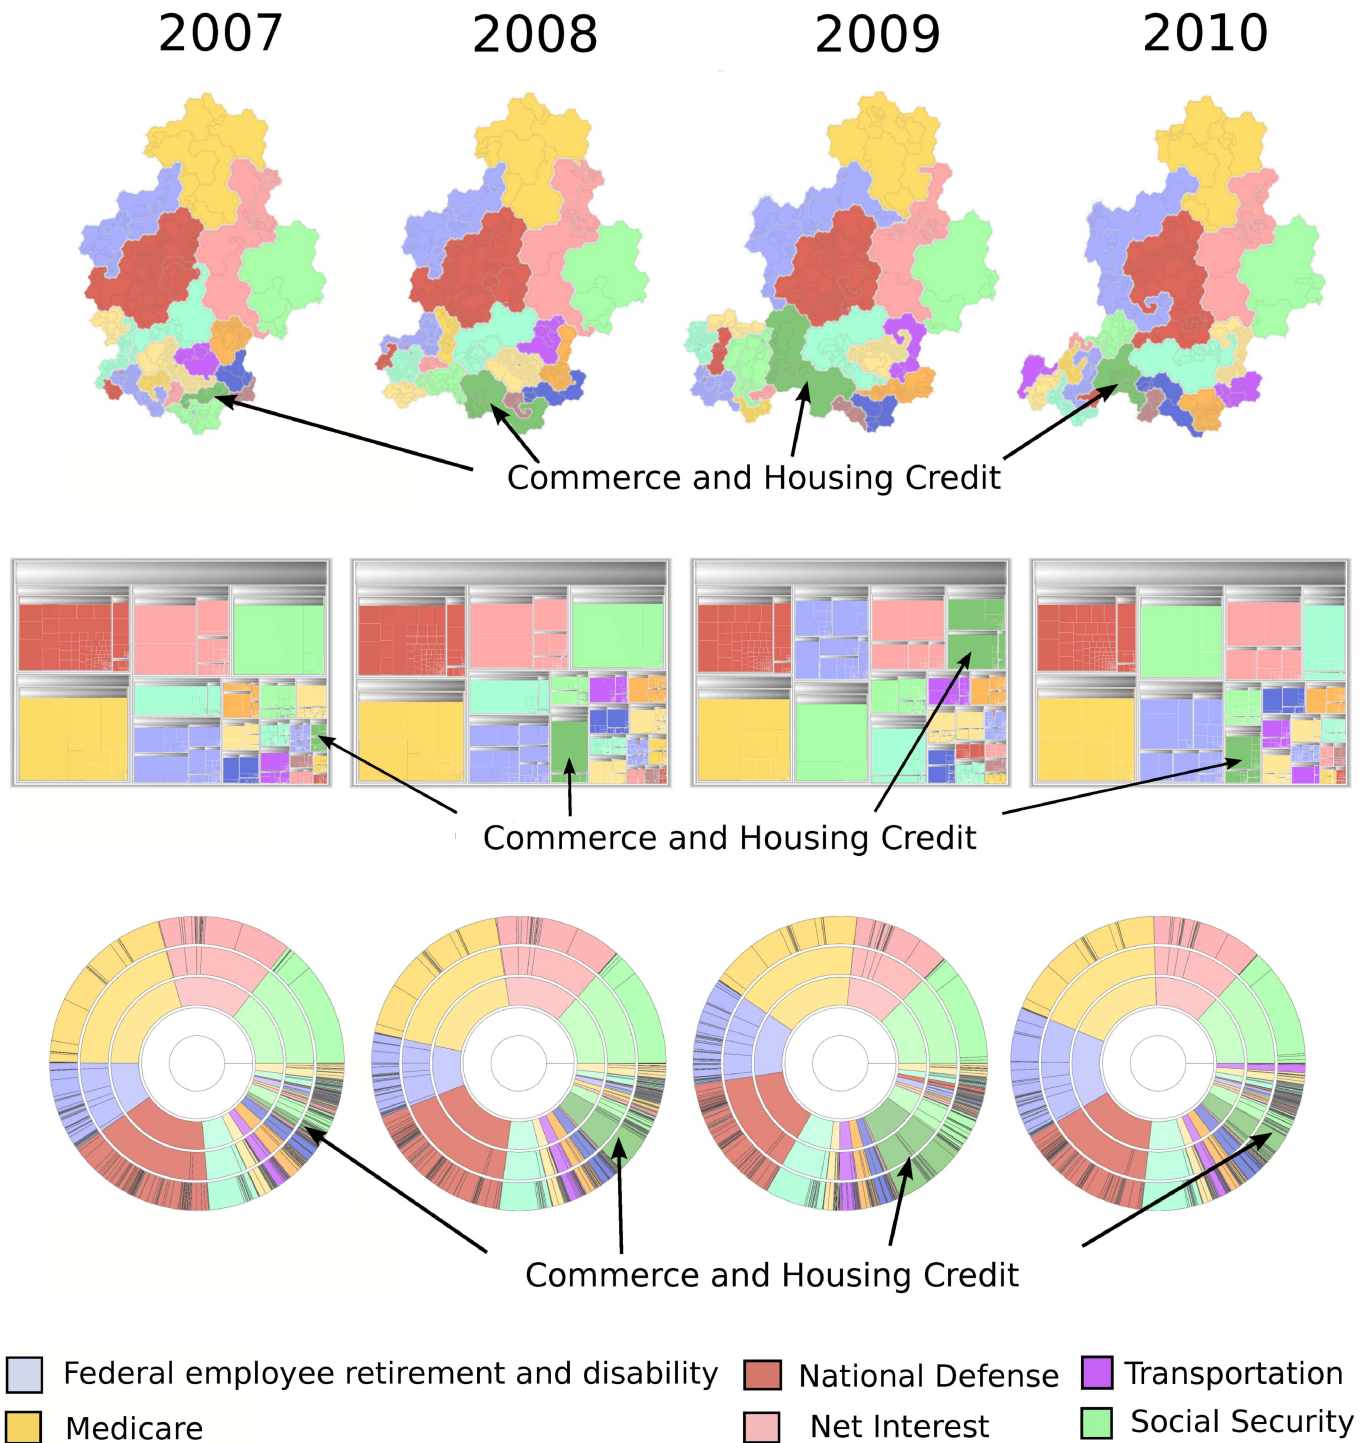 2007 2008 2009 2010
Commerce and Housing Credit
Commerce and Housing Credit
Commerce and Housing Credit
Federal employee retirement and disability National Defense Transportation
Medicare Net Interest Social Security